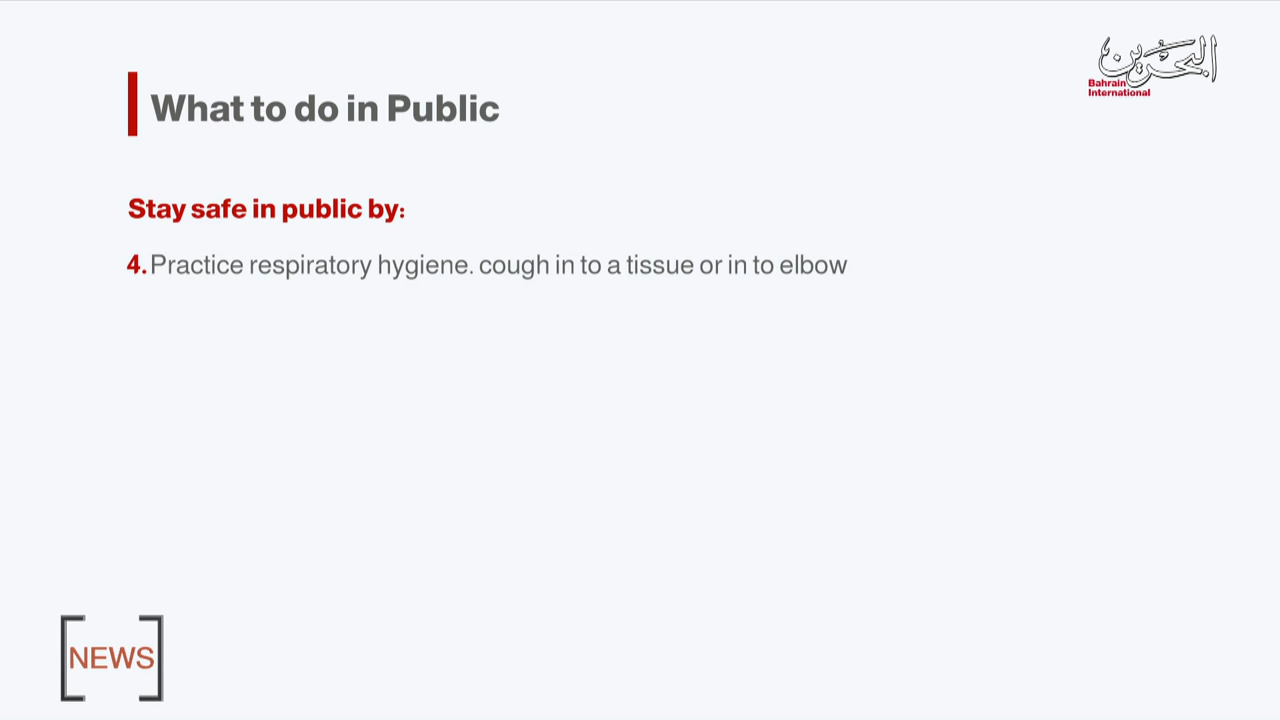 البحرين
Bahrain
International
What to do in Public
Stay safe in public by:
4. Practice respiratory hygiene. cough in to a tissue or in to elbow
NEWS